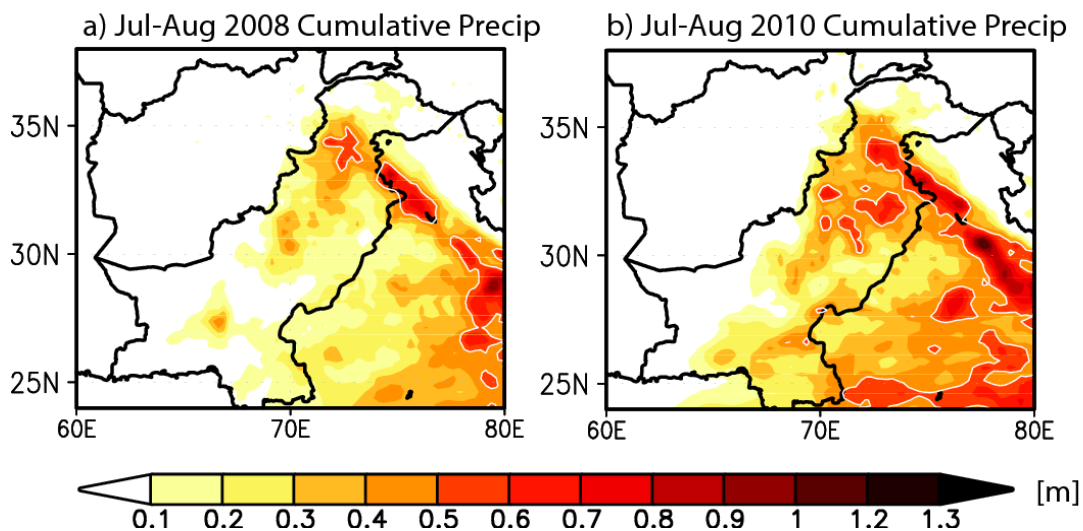 a) Jul-Aug 2008 Cumulative Precip
b) Jul-Aug 2010 Cumulative Precip
35N
30N
25N
60E 70E 80E
35N
30N
25N
60E 70E 80E
0.1 0.2 0.3 0.4 0.5 0.6 0.7 0.8 0.9 1 1.2 1.3 [m]